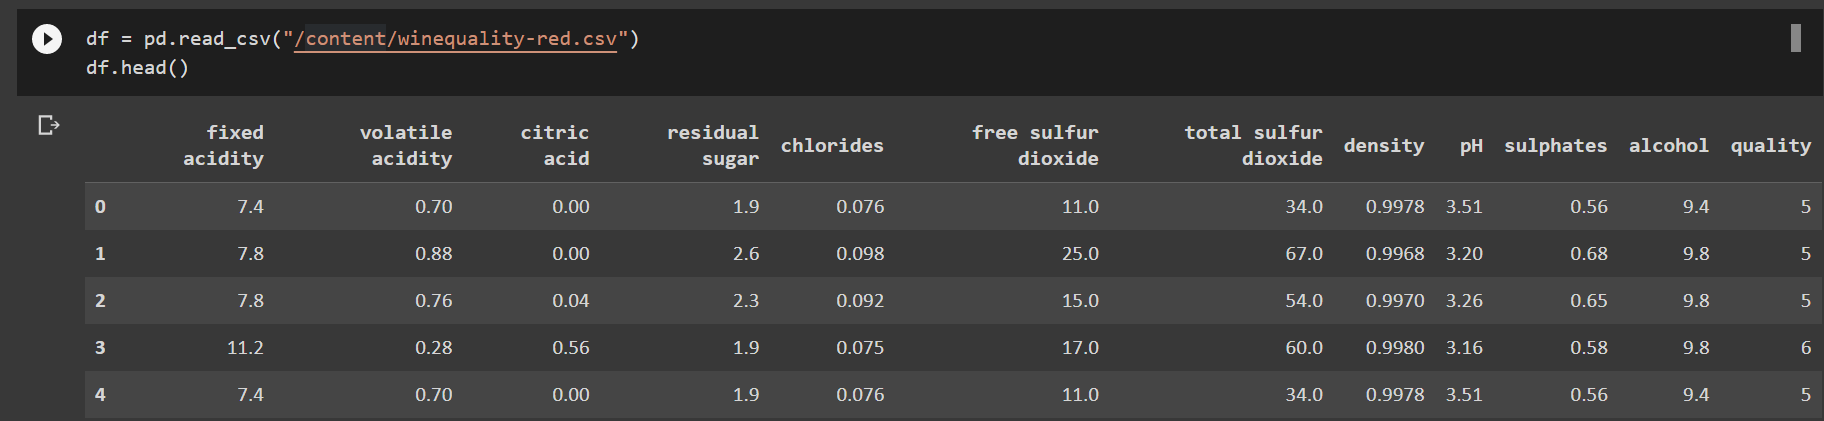 df = pd.read_csv("/content/winequality-red.csv")
df.head()
fixed acidity volatile acidity citric acid residual sugar chlorides free sulfur dioxide total sulfur dioxide density pH sulphates alcohol quality
0 7.4 0.70 0.00 1.9 0.076 11.0 34.0 0.9978 3.51 0.56 9.4 5
1 7.8 0.88 0.00 2.6 0.098 25.0 67.0 0.9968 3.20 0.68 9.8 5
2 7.8 0.76 0.04 2.3 0.092 15.0 54.0 0.9970 3.26 0.65 9.8 5
3 11.2 0.28 0.56 1.9 0.075 17.0 60.0 0.9980 3.16 0.58 9.8 6
4 7.4 0.70 0.00 1.9 0.076 11.0 34.0 0.9978 3.51 0.56 9.4 5